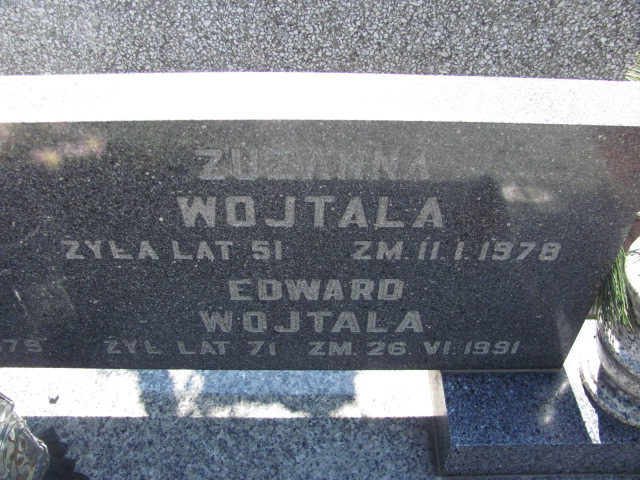 ZUZANNA
WOJTALA
ŻYŁA LAT 51 ZM. 11. I. 1978
EDWARD
WOJTALA
ŻYŁ LAT 71 ZM. 26. VI. 1991